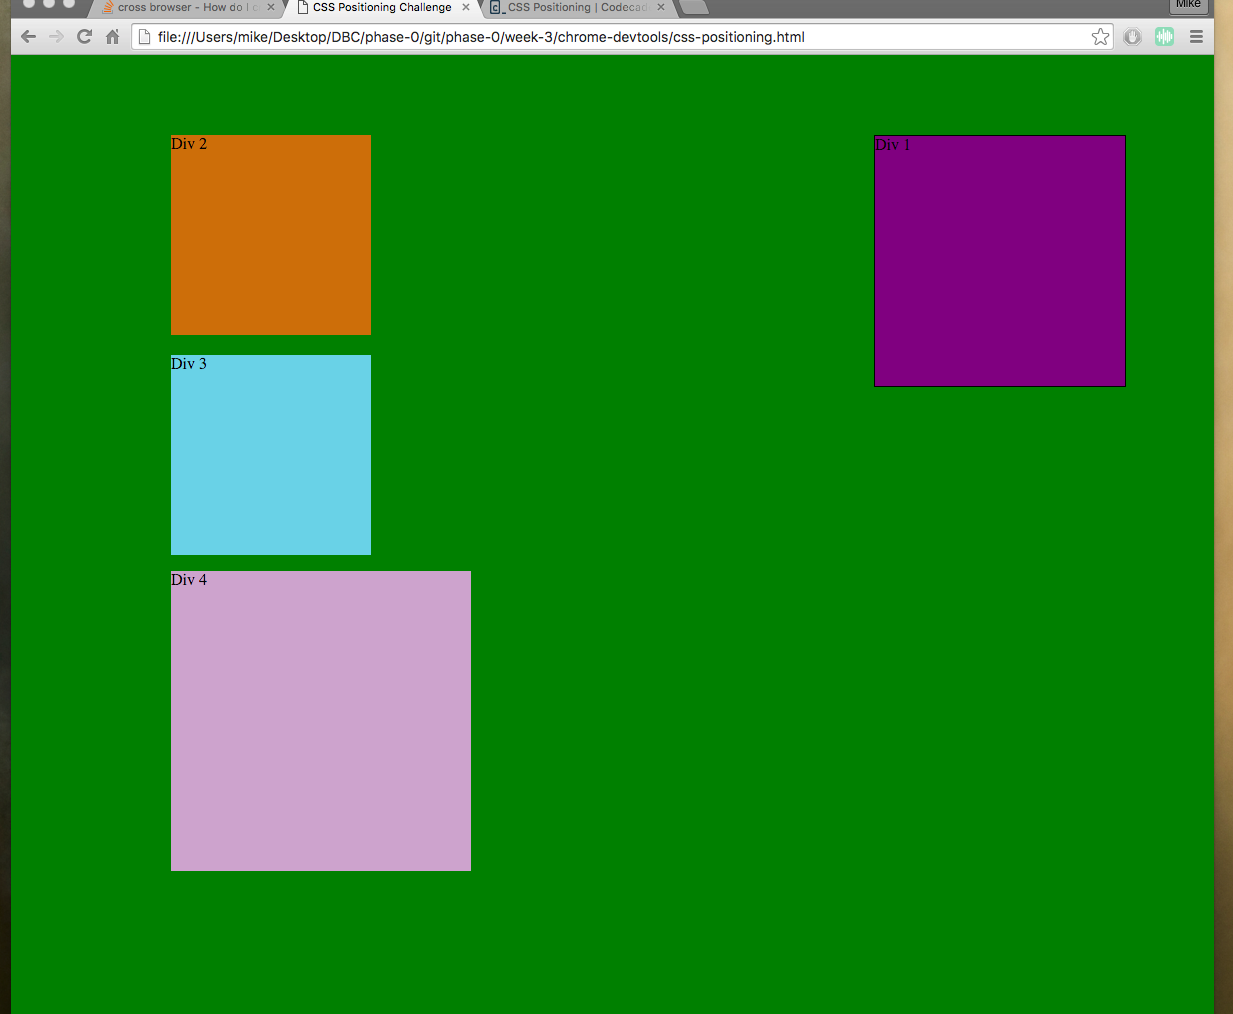 cross browser - How do I c
CSS Positioning Challenge
CSS Positioning | Codecad
Mike
file:///Users/mike/Desktop/DBC/phase-0/git/phase-0/week-3/chrome-devtools/css-positioning.html
Div 2
Div 1
Div 3
Div 4